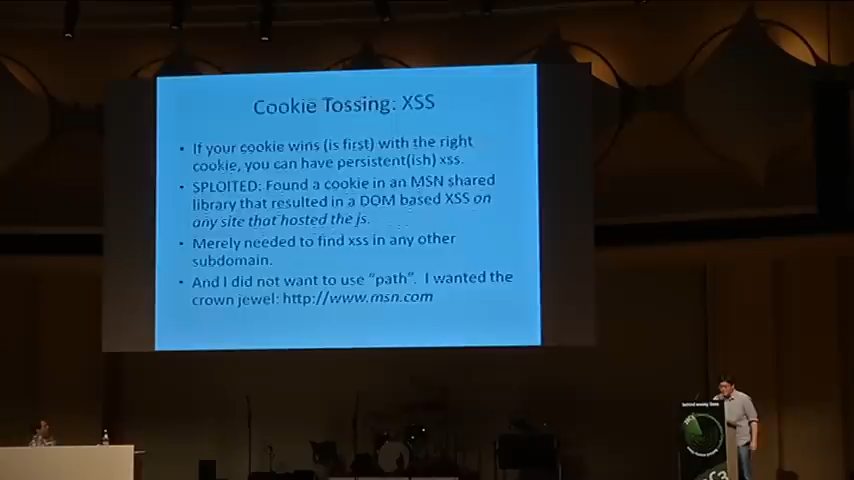 Cookie Tossing: XSS
• If your cookie wins (is first) with the right
cookie, you can have persistent(ish) xss.
• SPLOITED: Found a cookie in an MSN shared
library that resulted in a DOM based XSS on
any site that hosted the js.
• Merely needed to find xss in any other
subdomain.
• And I did not want to use “path”.  I wanted the
crown jewel: http://www.msn.com